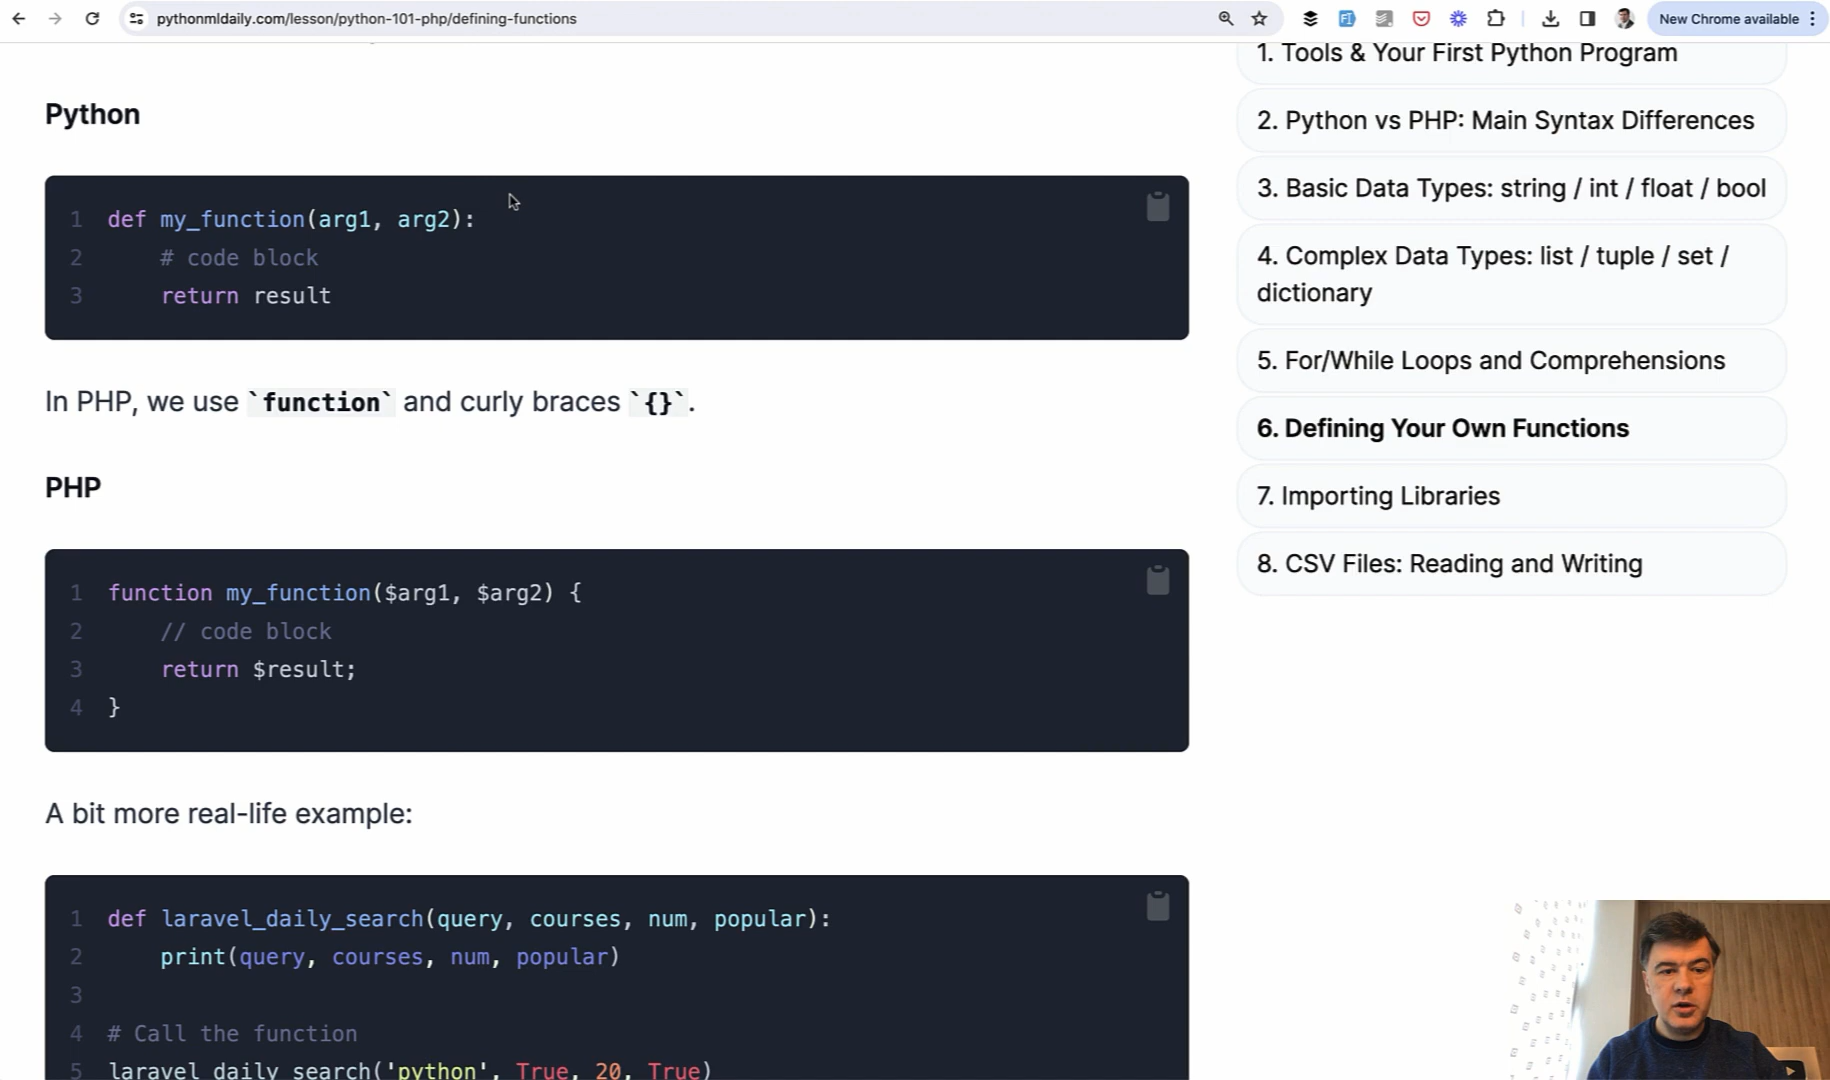 pythonmldaily.com/lesson/python-101-php/defining-functions
New Chrome available
Python
1 def my_function(arg1, arg2):
2     # code block
3     return result
In PHP, we use `function` and curly braces `{}`.
PHP
1 function my_function($arg1, $arg2) {
2     // code block
3     return $result;
4 }
A bit more real-life example:
1 def laravel_daily_search(query, courses, num, popular):
2     print(query, courses, num, popular)
3
4 # Call the function
5 laravel_daily_search('python', True, 20, True)
1. Tools & Your First Python Program
2. Python vs PHP: Main Syntax Differences
3. Basic Data Types: string / int / float / bool
4. Complex Data Types: list / tuple / set /
dictionary
5. For/While Loops and Comprehensions
6. Defining Your Own Functions
7. Importing Libraries
8. CSV Files: Reading and Writing